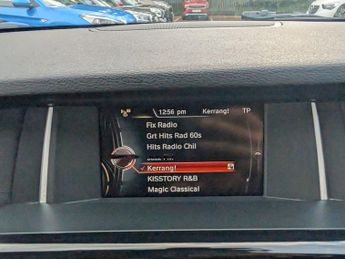 12:56 pm Kerrang! TP
Fix Radio
Grt Hits Rad 60s
Hits Radio Chil
Kerrang!
KISSTORY R&B
Magic Classical